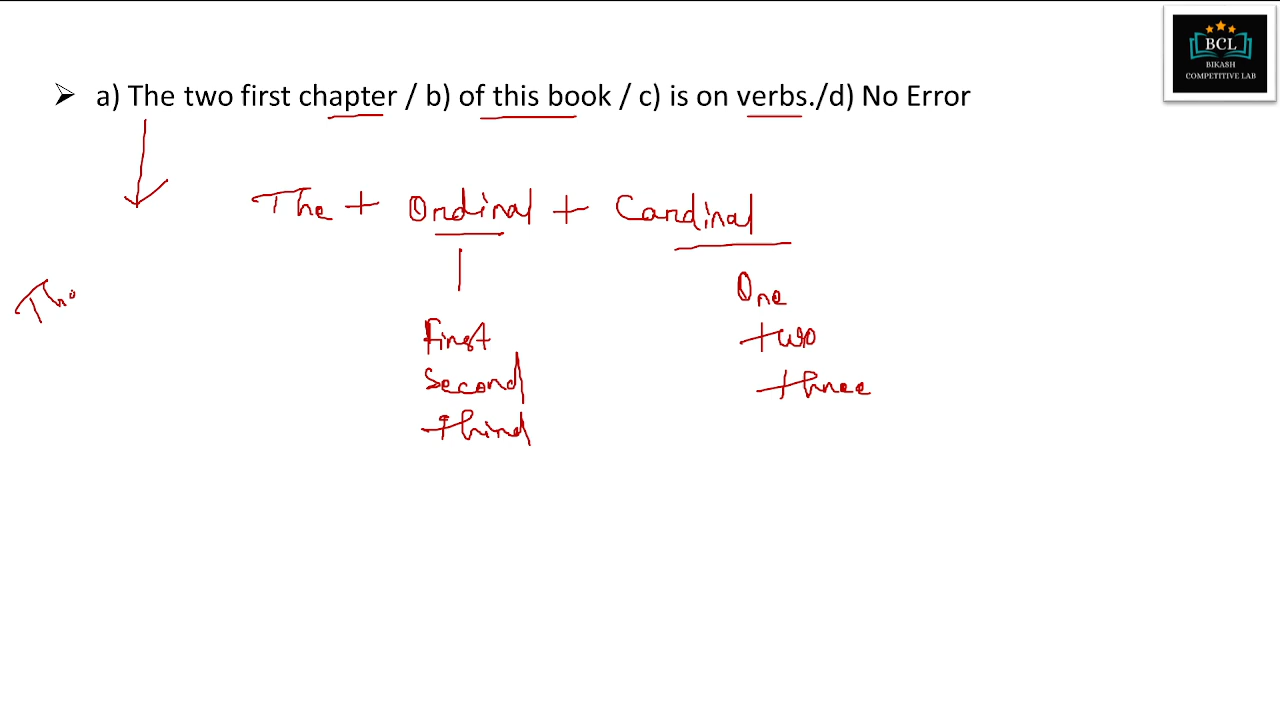 BCL
BIKASH
COMPETITIVE LAB
➢ a) The two first chapter / b) of this book / c) is on verbs./d) No Error
The + Ordinal + Cardinal
The
One
First
two
Second
three
third